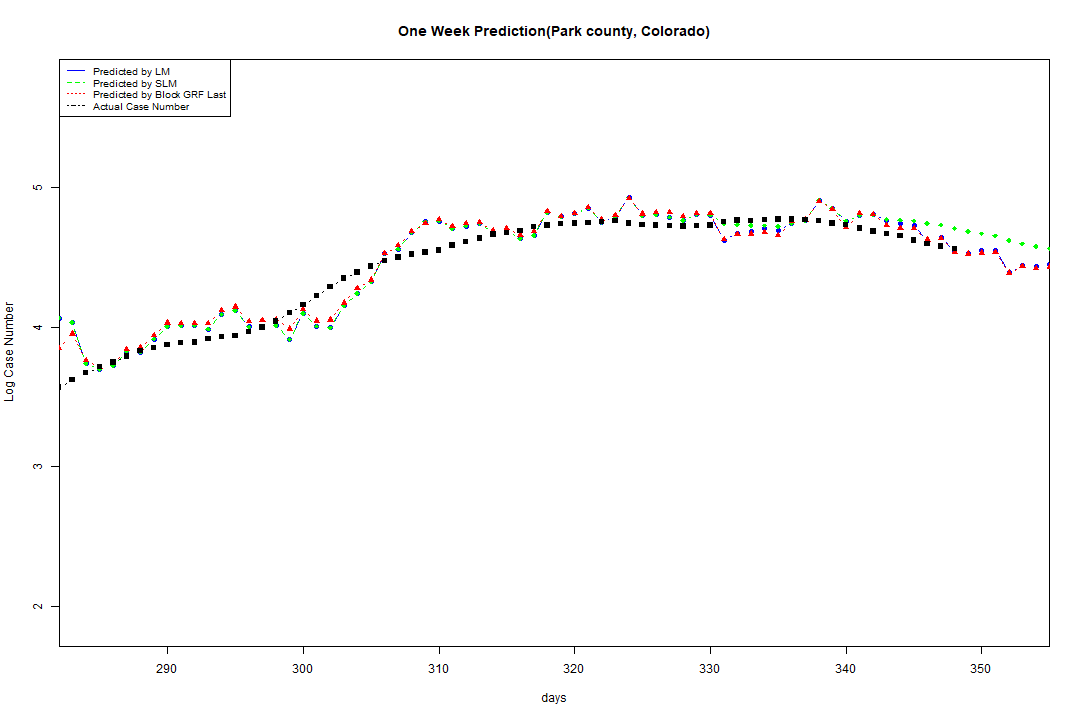 One Week Prediction(Park county, Colorado)
Predicted by LM
Predicted by SLM
Predicted by Block GRF Last
Actual Case Number
5
4
3
2
Log Case Number
290 300 310 320 330 340 350
days